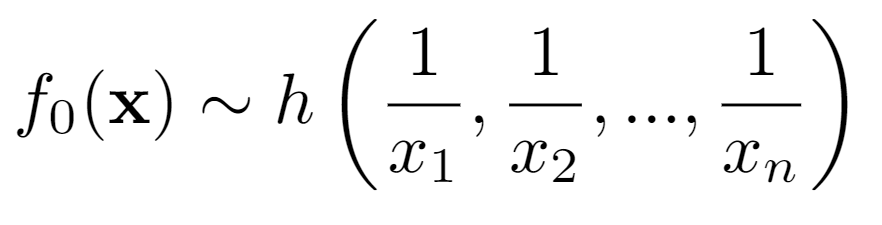 f_0(\mathbf{x}) \sim h\left(\frac{1}{x_1}, \frac{1}{x_2}, ..., \frac{1}{x_n}\right)